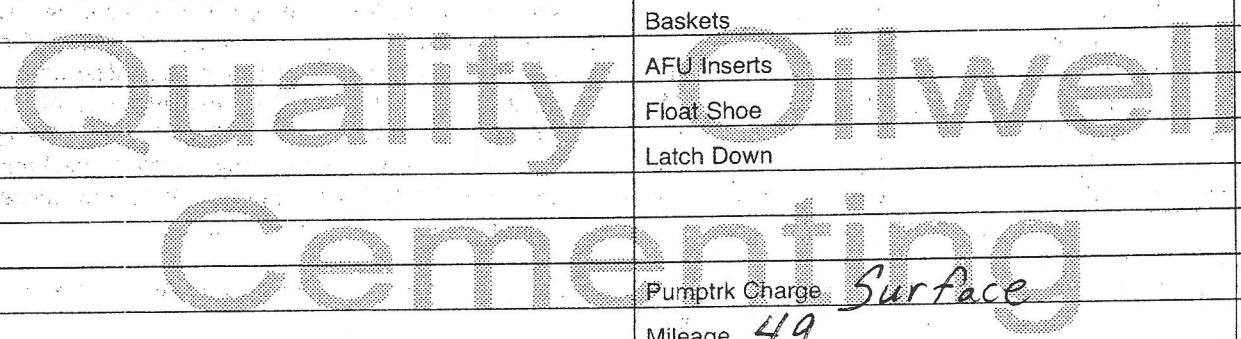 Baskets
Quality Oilwell
AFU Inserts
Float Shoe
Latch Down
Cementing
Pumptrk Charge Surface
Mileage 49